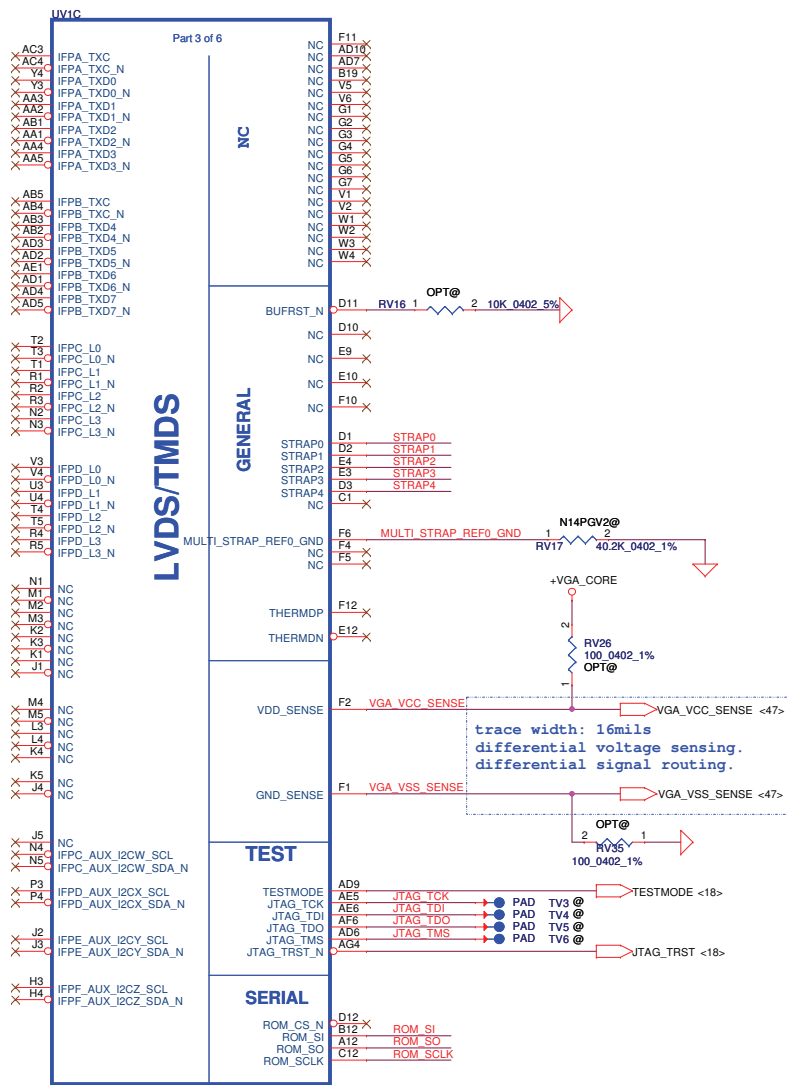 UV1C
Part 3 of 6
AC3 IFPA_TXC
AC4 IFPA_TXC_N
Y4 IFPA_TXD0
Y3 IFPA_TXD0_N
AA3 IFPA_TXD1
AA2 IFPA_TXD1_N
AB1 IFPA_TXD2
AA1 IFPA_TXD2_N
AA4 IFPA_TXD3
AA5 IFPA_TXD3_N
AB5 IFPB_TXC
AB4 IFPB_TXC_N
AB3 IFPB_TXD4
AB2 IFPB_TXD4_N
AD3 IFPB_TXD5
AD2 IFPB_TXD5_N
AE1 IFPB_TXD6
AD1 IFPB_TXD6_N
AD4 IFPB_TXD7
AD5 IFPB_TXD7_N
T2 IFPC_L0
T3 IFPC_L0_N
T1 IFPC_L1
R1 IFPC_L1_N
R2 IFPC_L2
R3 IFPC_L2_N
N2 IFPC_L3
N3 IFPC_L3_N
V3 IFPD_L0
V4 IFPD_L0_N
U3 IFPD_L1
U4 IFPD_L1_N
T4 IFPD_L2
T5 IFPD_L2_N
R4 IFPD_L3
R5 IFPD_L3_N
N1 NC
M1 NC
M2 NC
M3 NC
K2 NC
K3 NC
K1 NC
J1 NC
M4 NC
M5 NC
L3 NC
L4 NC
K4 NC
K5 NC
J4 NC
J5 NC
N4 IFPC_AUX_I2CW_SCL
N5 IFPC_AUX_I2CW_SDA_N
P3 IFPD_AUX_I2CX_SCL
P4 IFPD_AUX_I2CX_SDA_N
J2 IFPE_AUX_I2CY_SCL
J3 IFPE_AUX_I2CY_SDA_N
H3 IFPF_AUX_I2CZ_SCL
H4 IFPF_AUX_I2CZ_SDA_N
LVDS/TMDS
NC
NC F11
NC AD10
NC AD7
NC B19
NC V5
NC V6
NC G1
NC G2
NC G3
NC G4
NC G5
NC G6
NC G7
NC V1
NC V2
NC W1
NC W2
NC W3
NC W4
GENERAL
OPT@
BUFRST_N D11 RV16 1 2 10K_0402_5%
NC D10
NC E9
NC E10
NC F10
STRAP0 D1 STRAP0
STRAP1 D2 STRAP1
STRAP2 E4 STRAP2
STRAP3 E3 STRAP3
STRAP4 D3 STRAP4
NC C1
N14PGV2@
MULTI_STRAP_REF0_GND F6 MULTI_STRAP_REF0_GND 1 2
RV17 40.2K_0402_1%
NC F4
NC F5
THERMDP F12
THERMDN E12
+VGA_CORE
2
RV26
100_0402_1%
OPT@
1
VDD_SENSE F2 VGA_VCC_SENSE VGA_VCC_SENSE <47>
trace width: 16mils
differential voltage sensing.
differential signal routing.
GND_SENSE F1 VGA_VSS_SENSE VGA_VSS_SENSE <47>
OPT@
2 1
RV35
100_0402_1%
TEST
TESTMODE AD9 TESTMODE <18>
JTAG_TCK AE5 JTAG_TCK PAD TV3 @
JTAG_TDI AE6 JTAG_TDI PAD TV4 @
JTAG_TDO AF6 JTAG_TDO PAD TV5 @
JTAG_TMS AD6 JTAG_TMS PAD TV6 @
JTAG_TRST_N AG4 JTAG_TRST <18>
SERIAL
ROM_CS_N D12
ROM_SI B12 ROM_SI
ROM_SO A12 ROM_SO
ROM_SCLK C12 ROM_SCLK